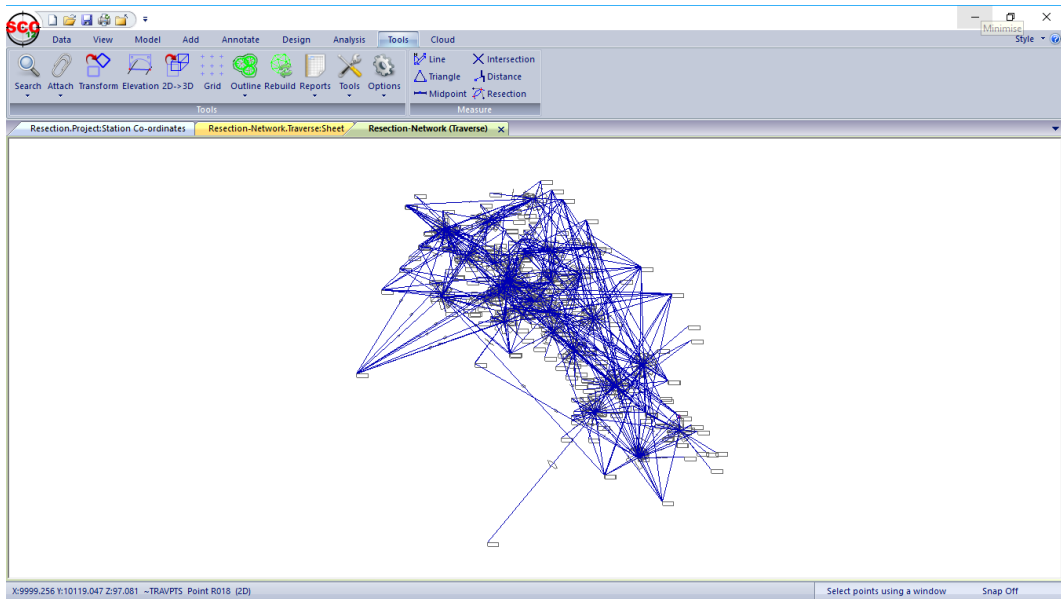 SCC
12
Minimise
Data View Model Add Annotate Design Analysis Tools Cloud Style
Search Attach Transform Elevation 2D->3D Grid Outline Rebuild Reports Tools Options
Line Intersection
Triangle Distance
Midpoint Resection
Tools Measure
Resection.Project:Station Co-ordinates Resection-Network.Traverse:Sheet Resection-Network (Traverse)
X:9999.256 Y:10119.047 Z:97.081 ~TRAVPTS Point R018 (2D) Select points using a window Snap Off